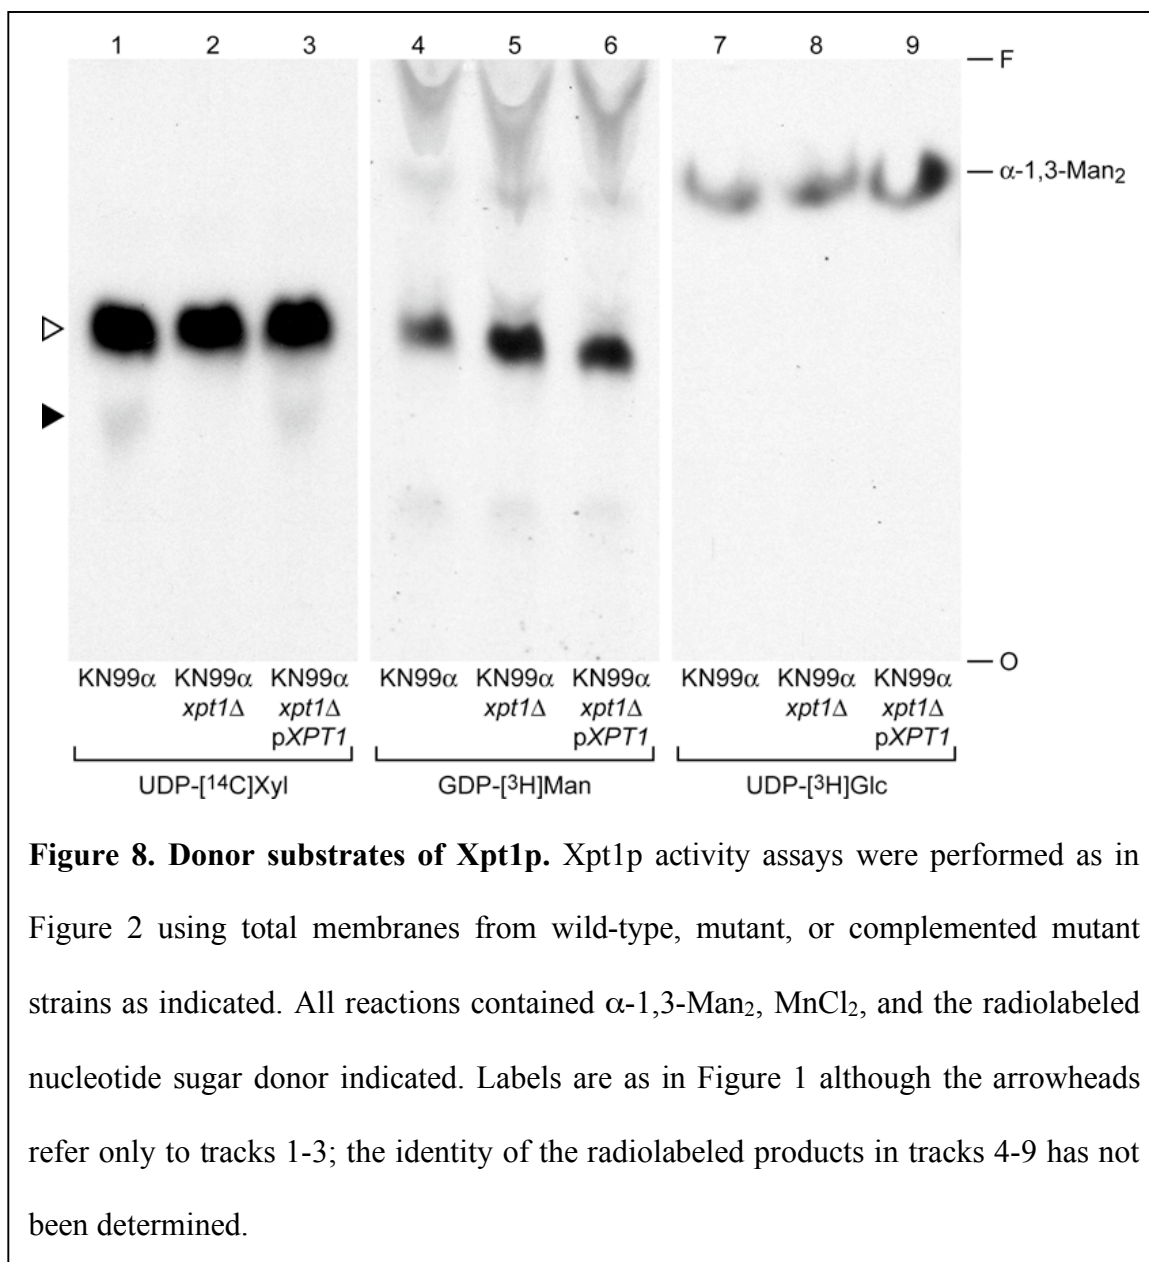 1 2 3 4 5 6 7 8 9
F
α-1,3-Man₂
O
KN99α KN99α KN99α KN99α KN99α KN99α KN99α KN99α KN99α
xpt1Δ xpt1Δ xpt1Δ xpt1Δ xpt1Δ xpt1Δ
pXPT1 pXPT1 pXPT1
UDP-[¹⁴C]Xyl GDP-[³H]Man UDP-[³H]Glc
Figure 8. Donor substrates of Xpt1p. Xpt1p activity assays were performed as in
Figure 2 using total membranes from wild-type, mutant, or complemented mutant
strains as indicated. All reactions contained α-1,3-Man₂, MnCl₂, and the radiolabeled
nucleotide sugar donor indicated. Labels are as in Figure 1 although the arrowheads
refer only to tracks 1-3; the identity of the radiolabeled products in tracks 4-9 has not
been determined.